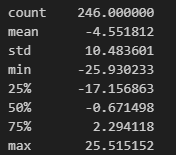 count    246.000000
mean      -4.551812
std       10.483601
min      -25.930233
25%      -17.156863
50%       -0.671498
75%        2.294118
max       25.515152